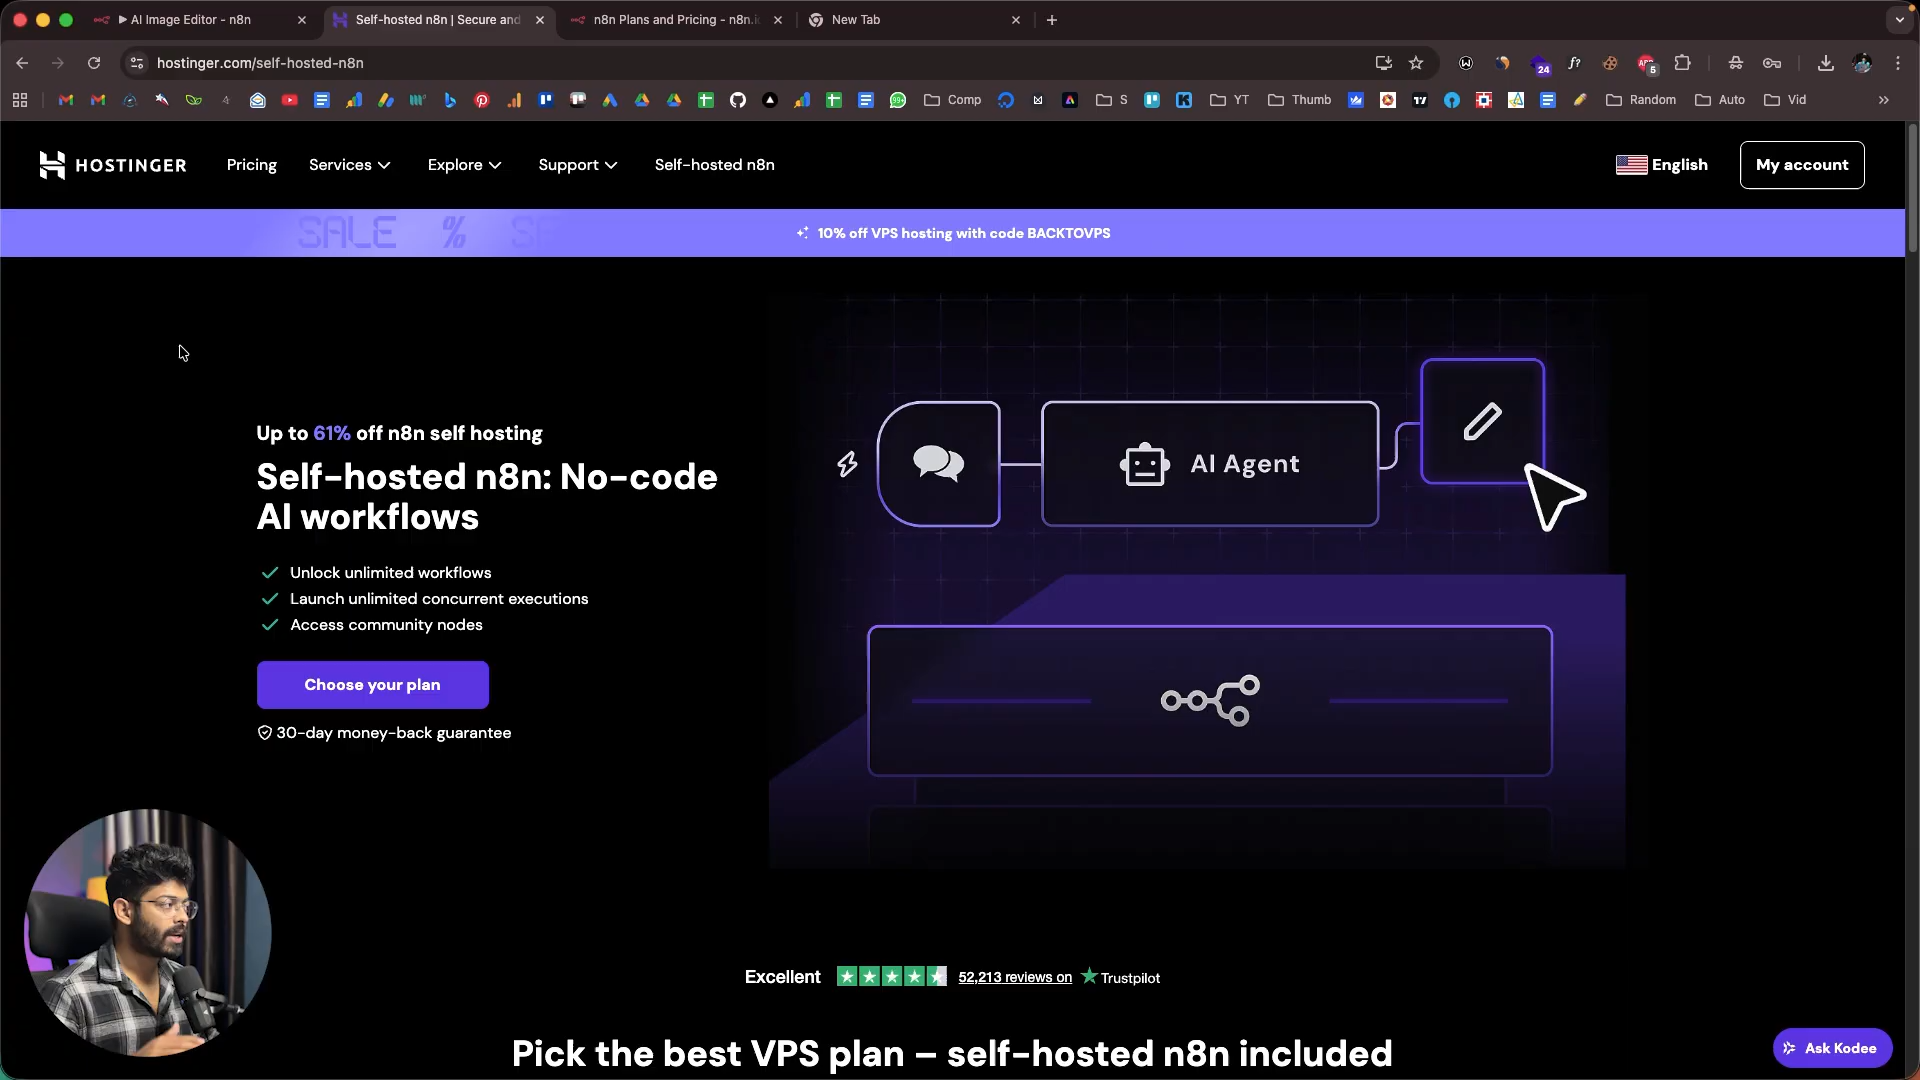 AI Image Editor - n8n
Self-hosted n8n | Secure and
n8n Plans and Pricing - n8n.i
New Tab
hostinger.com/self-hosted-n8n
24
f?
ABP
5
99+
Comp
S
YT
Thumb
Random
Auto
Vid
HOSTINGER
Pricing
Services
Explore
Support
Self-hosted n8n
English
My account
SALE % SE
10% off VPS hosting with code BACKTOVPS
Up to 61% off n8n self hosting
Self-hosted n8n: No-code
AI workflows
Unlock unlimited workflows
Launch unlimited concurrent executions
Access community nodes
Choose your plan
30-day money-back guarantee
AI Agent
Excellent
52,213 reviews on
Trustpilot
Pick the best VPS plan – self-hosted n8n included
Ask Kodee